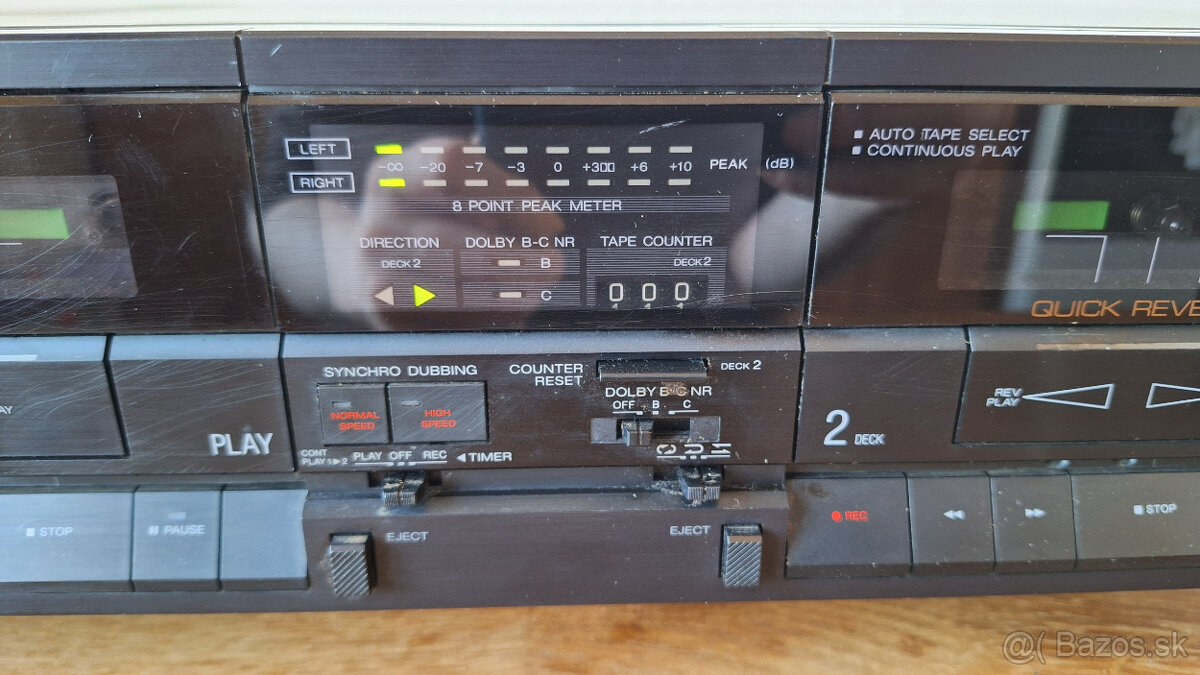 LEFT
-∞ -20 -7 -3 0 +3 +6 +10 PEAK (dB)
RIGHT
8 POINT PEAK METER
DIRECTION
DECK 2
DOLBY B-C NR
B
C
TAPE COUNTER
DECK 2
000
■ AUTO TAPE SELECT
■ CONTINUOUS PLAY
QUICK REVE
AY
PLAY
SYNCHRO DUBBING
NORMAL SPEED
HIGH SPEED
COUNTER RESET
DECK 2
DOLBY B-C NR
OFF B C
CONT PLAY 1▶2 PLAY OFF REC ◀TIMER
2 DECK
REV PLAY
■ STOP
PAUSE
EJECT
EJECT
● REC
◀◀
▶▶
■ STOP
@( Bazos.sk